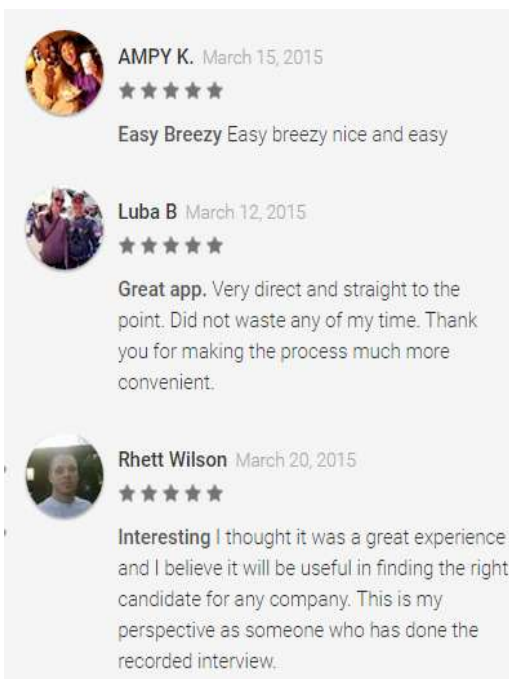 AMPY K. March 15, 2015
Easy Breezy Easy breezy nice and easy
Luba B March 12, 2015
Great app. Very direct and straight to the
point. Did not waste any of my time. Thank
you for making the process much more
convenient.
Rhett Wilson March 20, 2015
Interesting I thought it was a great experience
and I believe it will be useful in finding the right
candidate for any company. This is my
perspective as someone who has done the
recorded interview.